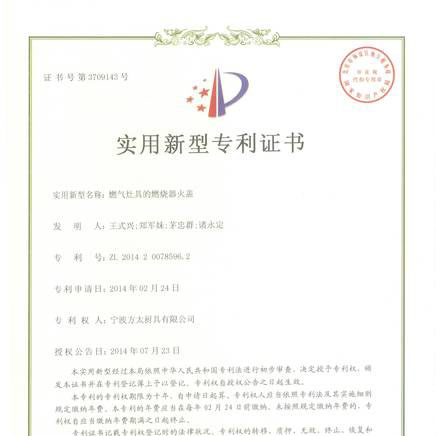 证书号第3709143号
实用新型专利证书
实用新型名称：燃气灶具的燃烧器火盖
发 明 人：王式兴;郑军妹;茅忠群;诸永定
专 利 号：ZL 2014 2 0078596.2
专利申请日：2014年02月24日
专 利 权 人：宁波方太厨具有限公司
授权公告日：2014年07月23日
本实用新型经过本局依照中华人民共和国专利法进行初步审查，决定授予专利权，颁
发本证书并在专利登记簿上予以登记。专利权自授权公告之日起生效。
本专利的专利权期限为十年，自申请日起算。专利权人应当依照专利法及其实施细则
规定缴纳年费。本专利的年费应当在每年02月24日前缴纳。未按照规定缴纳年费的，专利
权自应当缴纳年费期满之日起终止。
专利证书记载专利权登记时的法律状况。专利权的转移、质押、无效、终止、恢复和